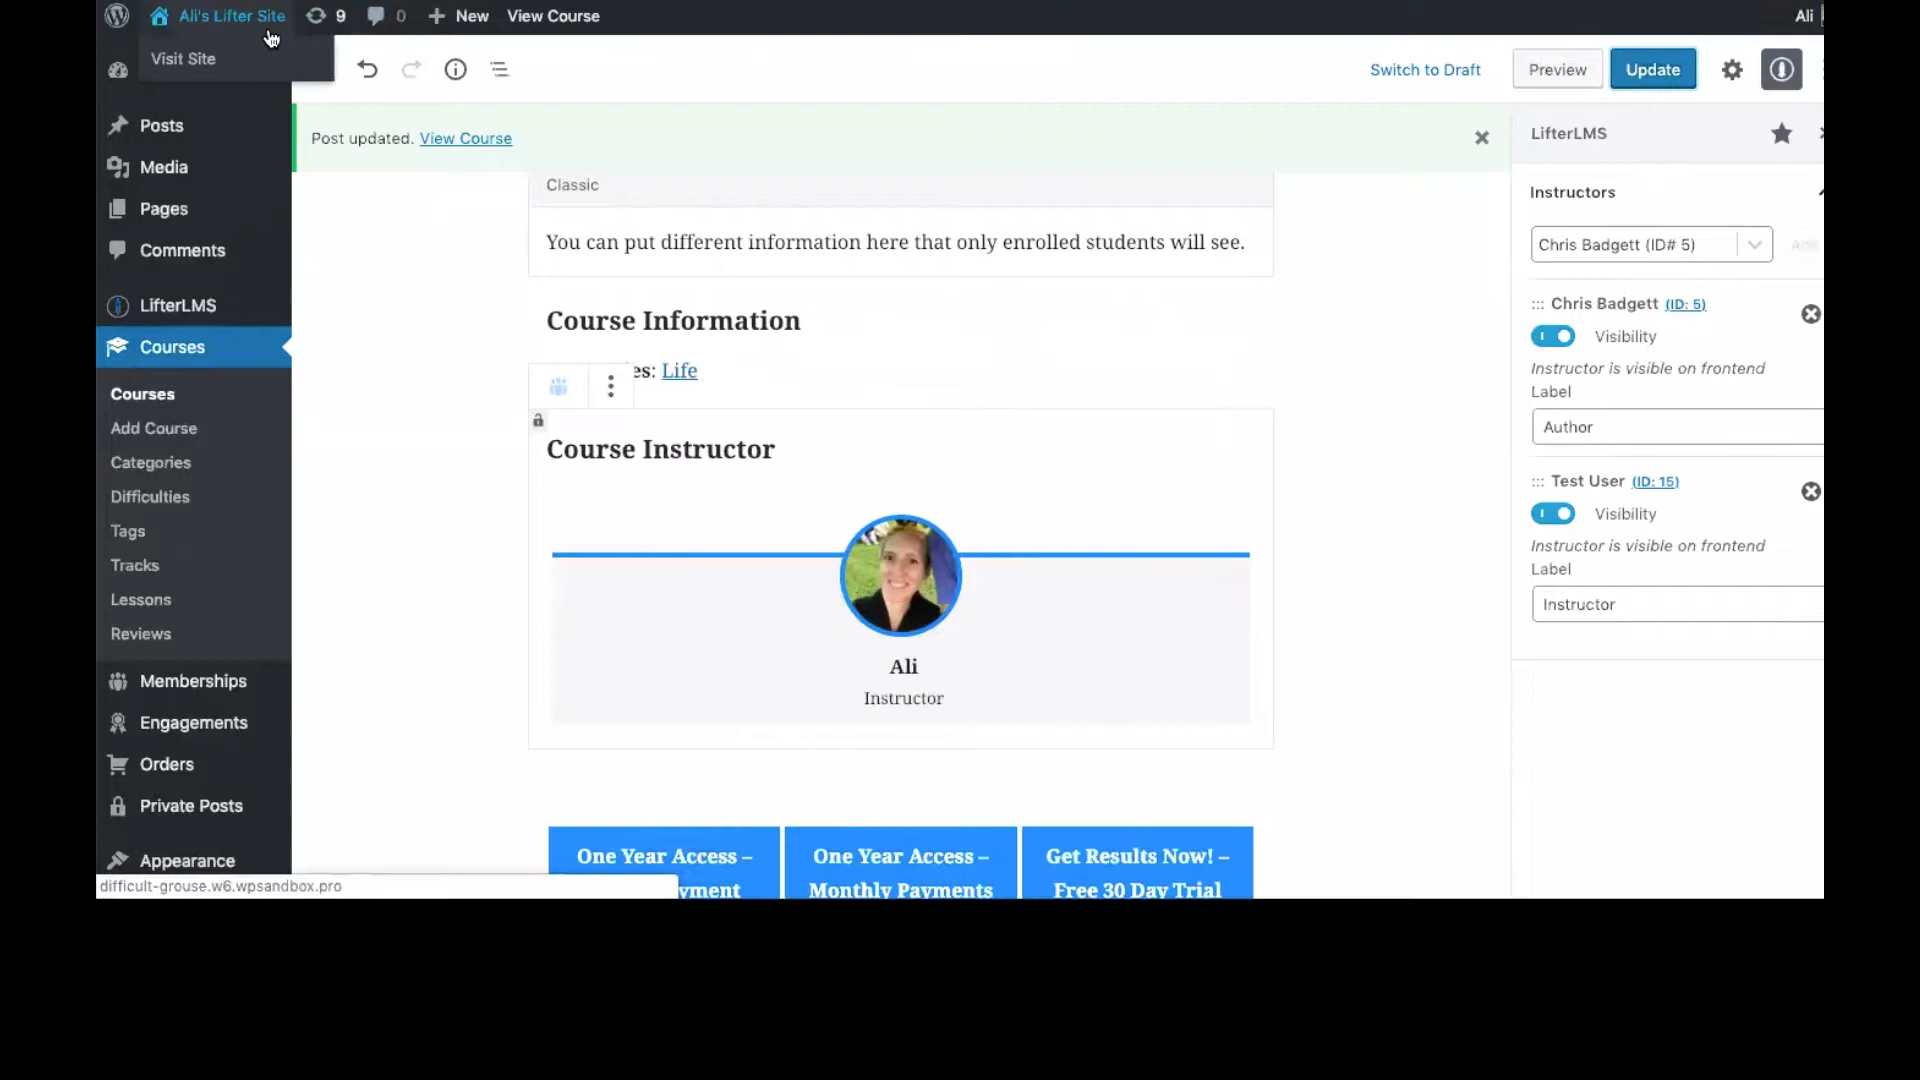 Ali's Lifter Site
9
0
New
View Course
Ali
Visit Site
Switch to Draft
Preview
Update
Posts
Media
Pages
Comments
LifterLMS
Courses
Courses
Add Course
Categories
Difficulties
Tags
Tracks
Lessons
Reviews
Memberships
Engagements
Orders
Private Posts
Appearance
difficult-grouse.w6.wpsandbox.pro
Post updated. View Course
Classic
You can put different information here that only enrolled students will see.
Course Information
es: Life
Course Instructor
Ali
Instructor
One Year Access –
yment
One Year Access –
Monthly Payments
Get Results Now! –
Free 30 Day Trial
LifterLMS
Instructors
Chris Badgett (ID# 5)
Chris Badgett (ID: 5)
Visibility
Instructor is visible on frontend
Label
Author
Test User (ID: 15)
Visibility
Instructor is visible on frontend
Label
Instructor